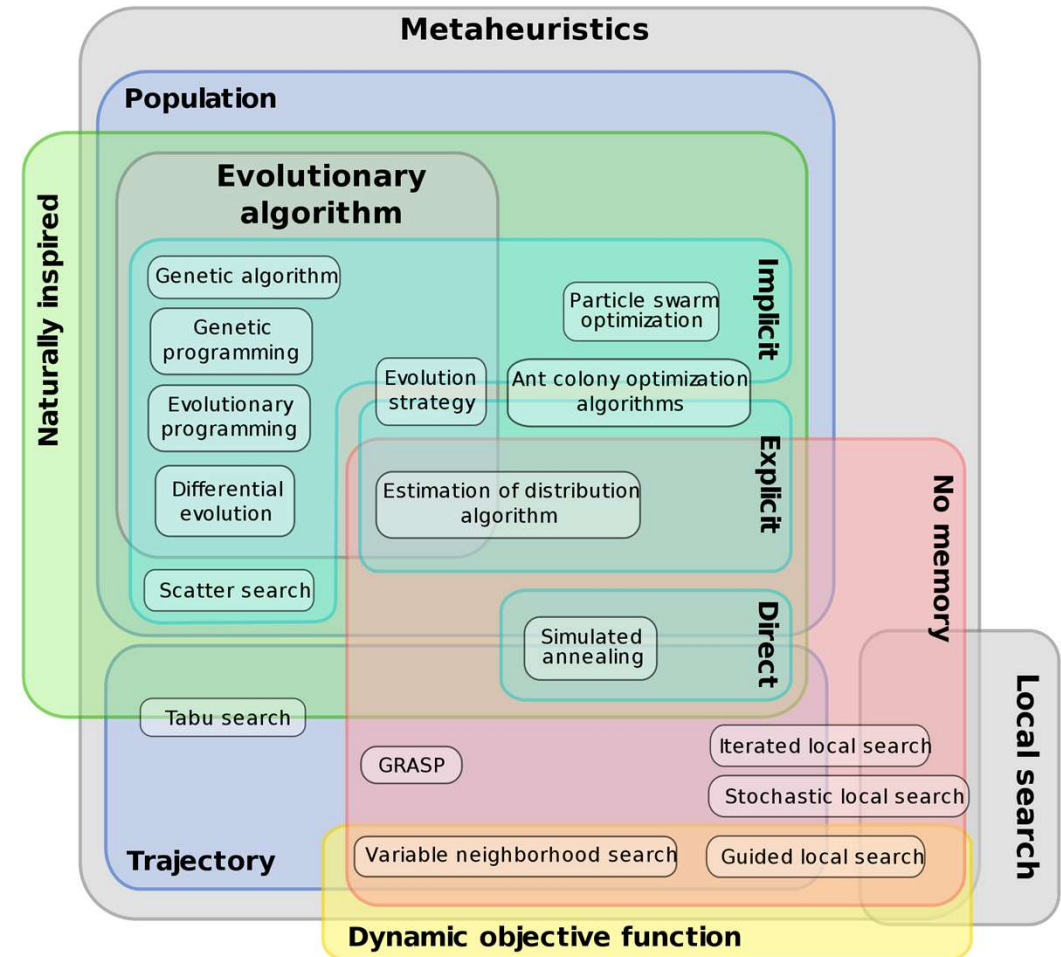 Metaheuristics
Population
Naturally inspired
Evolutionary
algorithm
Implicit
Genetic algorithm
Particle swarm
optimization
Genetic
programming
Evolution
strategy
Ant colony optimization
algorithms
Evolutionary
programming
Explicit
Differential
evolution
Estimation of distribution
algorithm
No memory
Scatter search
Direct
Simulated
annealing
Local search
Tabu search
GRASP
Iterated local search
Stochastic local search
Trajectory
Variable neighborhood search
Guided local search
Dynamic objective function